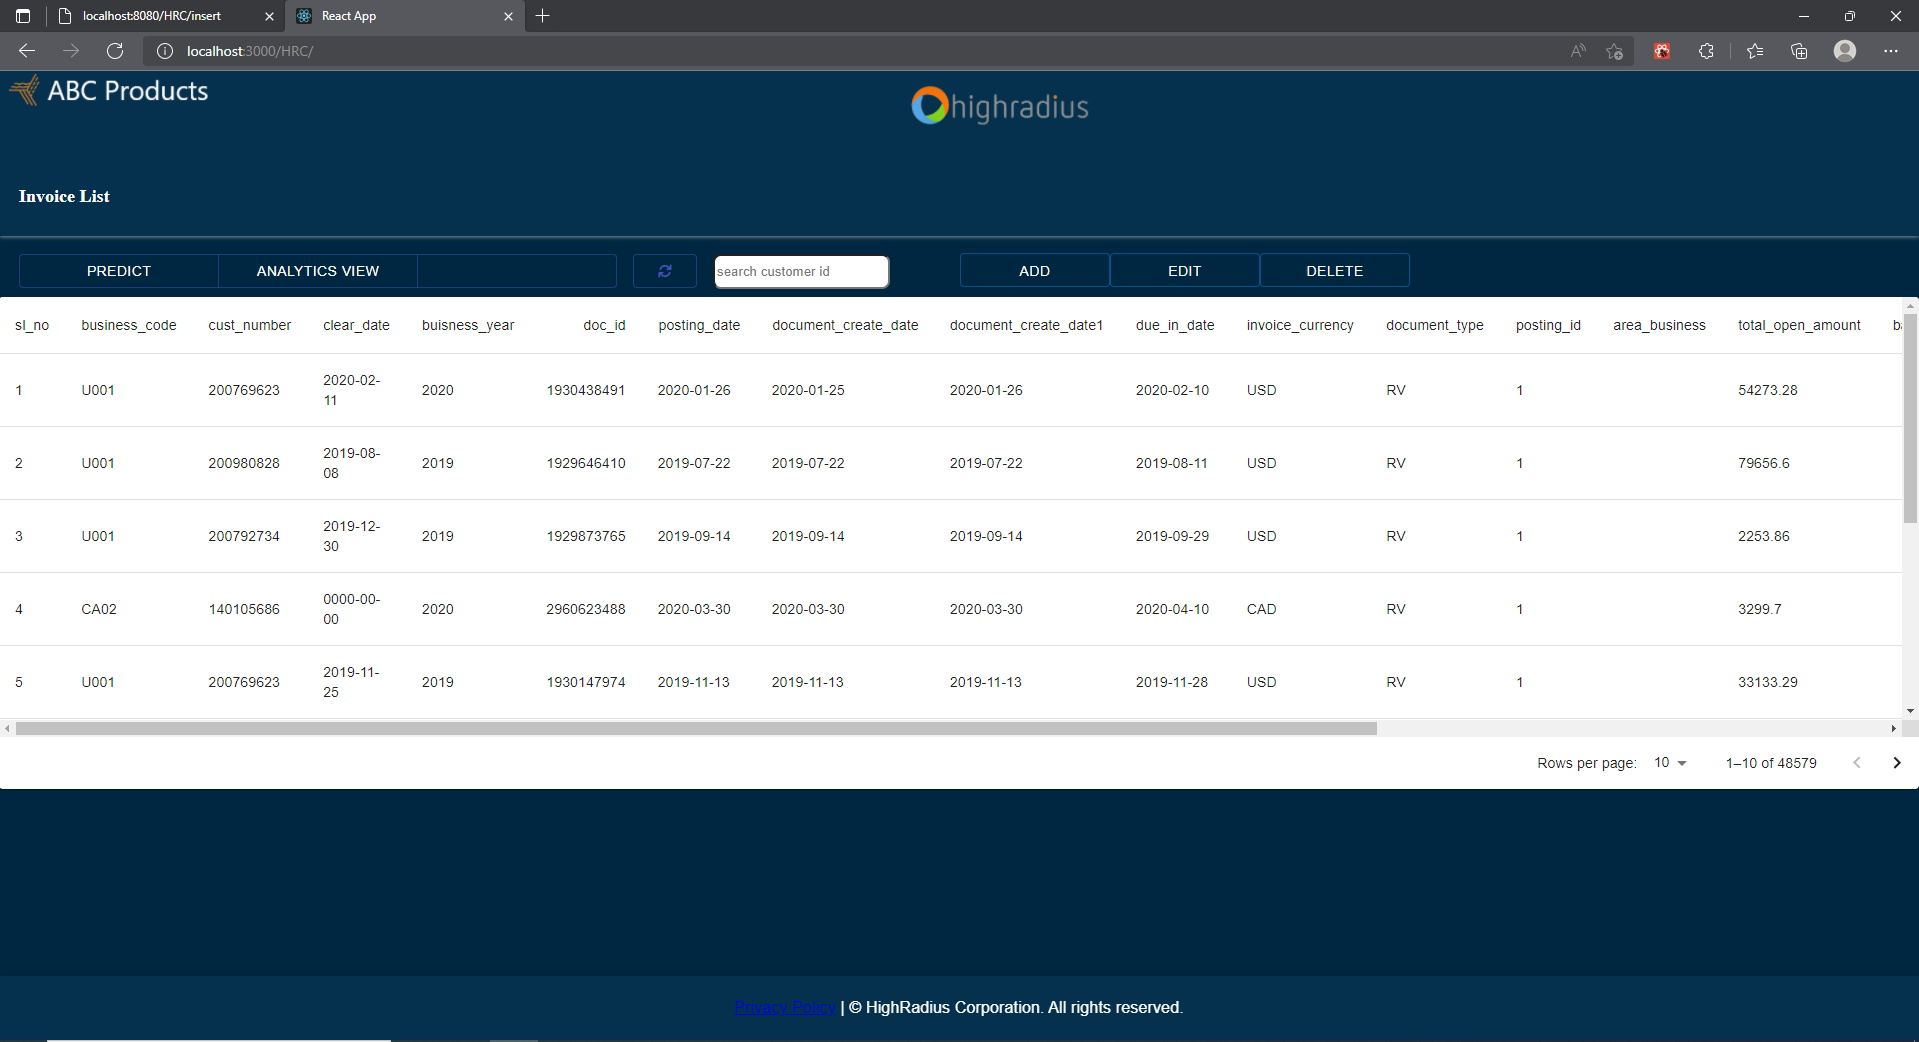 localhost:8080/HRC/insert React App
localhost:3000/HRC/
ABC Products
highradius
Invoice List
PREDICT ANALYTICS VIEW search customer id ADD EDIT DELETE
sl_no business_code cust_number clear_date buisness_year doc_id posting_date document_create_date document_create_date1 due_in_date invoice_currency document_type posting_id area_business total_open_amount
1 U001 200769623 2020-02-11 2020 1930438491 2020-01-26 2020-01-25 2020-01-26 2020-02-10 USD RV 1 54273.28
2 U001 200980828 2019-08-08 2019 1929646410 2019-07-22 2019-07-22 2019-07-22 2019-08-11 USD RV 1 79656.6
3 U001 200792734 2019-12-30 2019 1929873765 2019-09-14 2019-09-14 2019-09-14 2019-09-29 USD RV 1 2253.86
4 CA02 140105686 0000-00-00 2020 2960623488 2020-03-30 2020-03-30 2020-03-30 2020-04-10 CAD RV 1 3299.7
5 U001 200769623 2019-11-25 2019 1930147974 2019-11-13 2019-11-13 2019-11-13 2019-11-28 USD RV 1 33133.29
Rows per page: 10 1–10 of 48579
Privacy Policy | © HighRadius Corporation. All rights reserved.